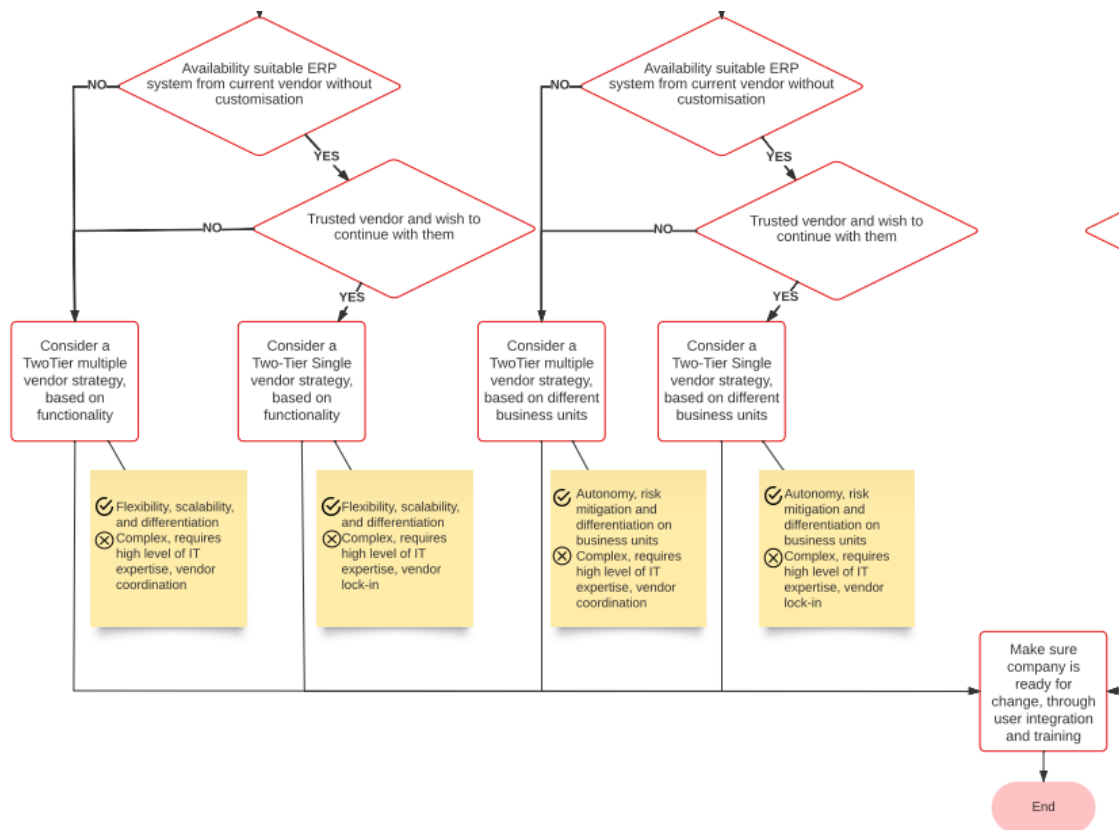 Availability suitable ERP
system from current vendor without
customisation
NO
YES
Trusted vendor and wish to
continue with them
NO
YES
Availability suitable ERP
system from current vendor without
customisation
NO
YES
Trusted vendor and wish to
continue with them
NO
YES
Consider a
TwoTier multiple
vendor strategy,
based on
functionality
Consider a
Two-Tier Single
vendor strategy,
based on
functionality
Consider a
TwoTier multiple
vendor strategy,
based on different
business units
Consider a
Two-Tier Single
vendor strategy,
based on different
business units
Flexibility, scalability,
and differentiation
Complex, requires
high level of IT
expertise, vendor
coordination
Flexibility, scalability,
and differentiation
Complex, requires
high level of IT
expertise, vendor
lock-in
Autonomy, risk
mitigation and
differentiation on
business units
Complex, requires
high level of IT
expertise, vendor
coordination
Autonomy, risk
mitigation and
differentiation on
business units
Complex, requires
high level of IT
expertise, vendor
lock-in
Make sure
company is
ready for
change, through
user integration
and training
End